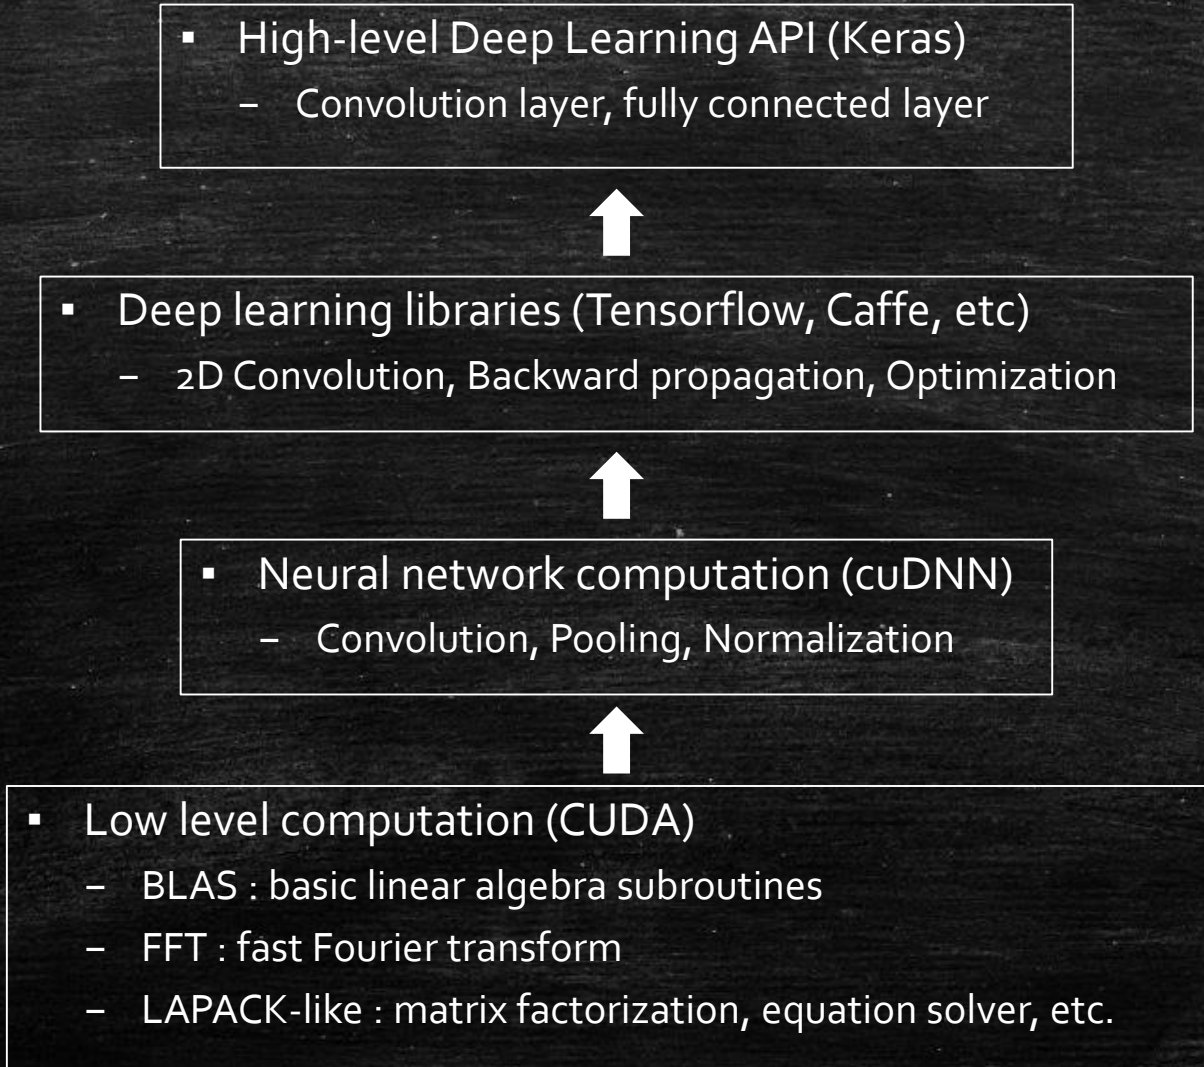 ▪ High-level Deep Learning API (Keras)
– Convolution layer, fully connected layer
▪ Deep learning libraries (Tensorflow, Caffe, etc)
– 2D Convolution, Backward propagation, Optimization
▪ Neural network computation (cuDNN)
– Convolution, Pooling, Normalization
▪ Low level computation (CUDA)
– BLAS : basic linear algebra subroutines
– FFT : fast Fourier transform
– LAPACK-like : matrix factorization, equation solver, etc.